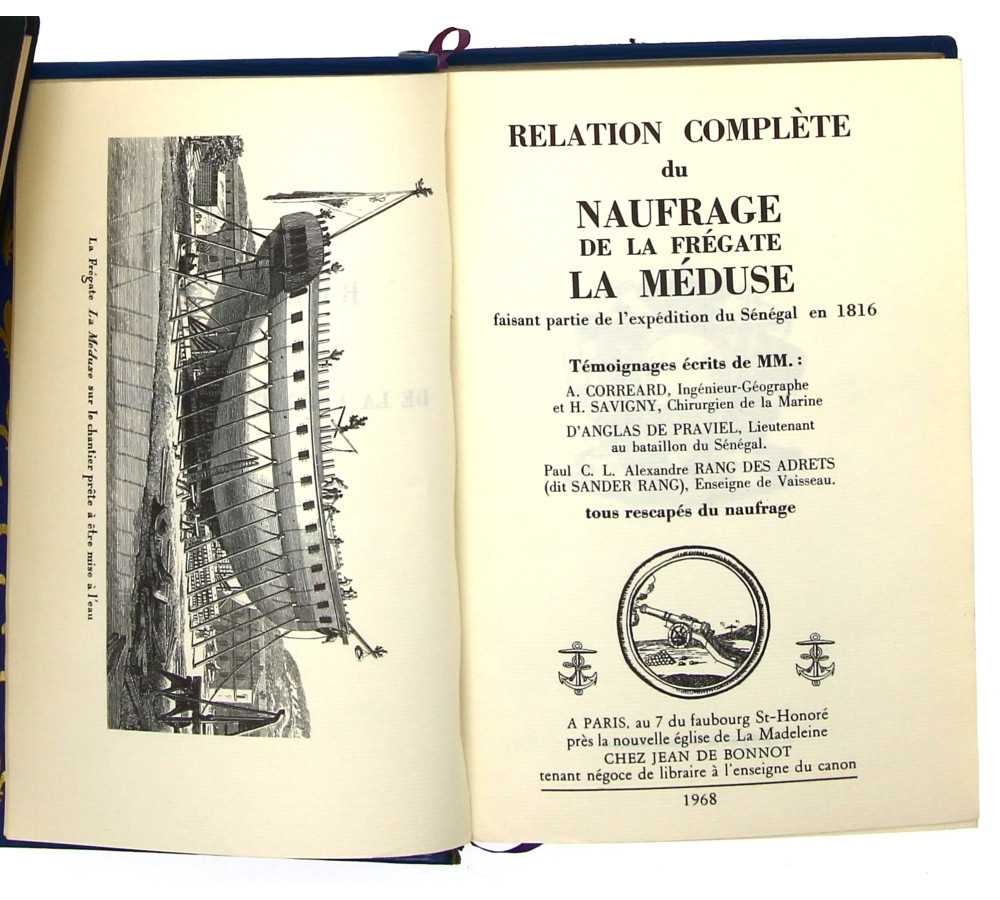 La Frégate La Méduse sur le chantier prête à être mise à l'eau
RELATION COMPLÈTE
du
NAUFRAGE
DE LA FRÉGATE
LA MÉDUSE
faisant partie de l'expédition du Sénégal en 1816
Témoignages écrits de MM. :
A. CORREARD, Ingénieur-Géographe
et H. SAVIGNY, Chirurgien de la Marine
D'ANGLAS DE PRAVIEL, Lieutenant
au bataillon du Sénégal.
Paul C. L. Alexandre RANG DES ADRETS
(dit SANDER RANG), Enseigne de Vaisseau.
tous rescapés du naufrage
A PARIS, au 7 du faubourg St-Honoré
près la nouvelle église de La Madeleine
CHEZ JEAN DE BONNOT
tenant négoce de libraire à l'enseigne du canon
1968